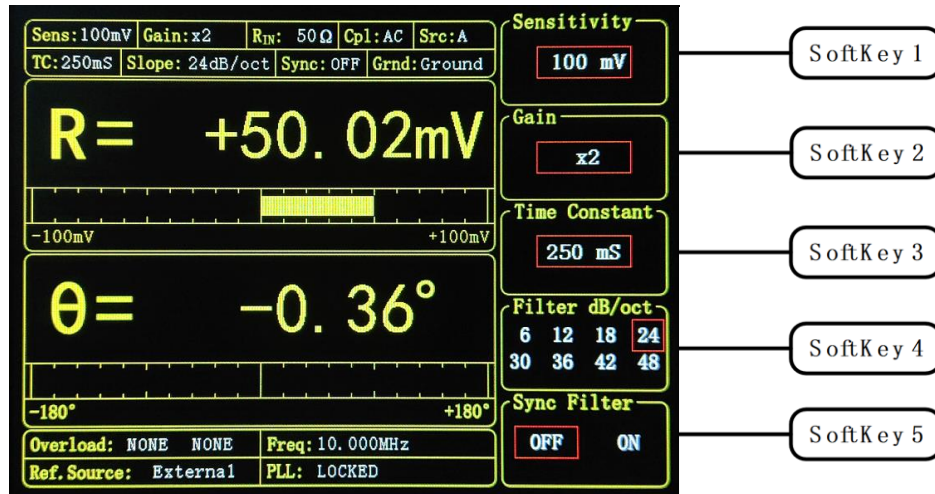 Sens:100mV Gain:x2 RIN: 50Ω Cpl:AC Src:A
TC:250mS Slope: 24dB/oct Sync:OFF Grnd:Ground
R= +50.02mV
-100mV +100mV
θ= -0.36°
-180° +180°
Overload: NONE NONE Freq:10.000MHz
Ref.Source: External PLL: LOCKED
Sensitivity
100 mV
Gain
x2
Time Constant
250 mS
Filter dB/oct
6 12 18 24
30 36 42 48
Sync Filter
OFF ON
SoftKey 1
SoftKey 2
SoftKey 3
SoftKey 4
SoftKey 5